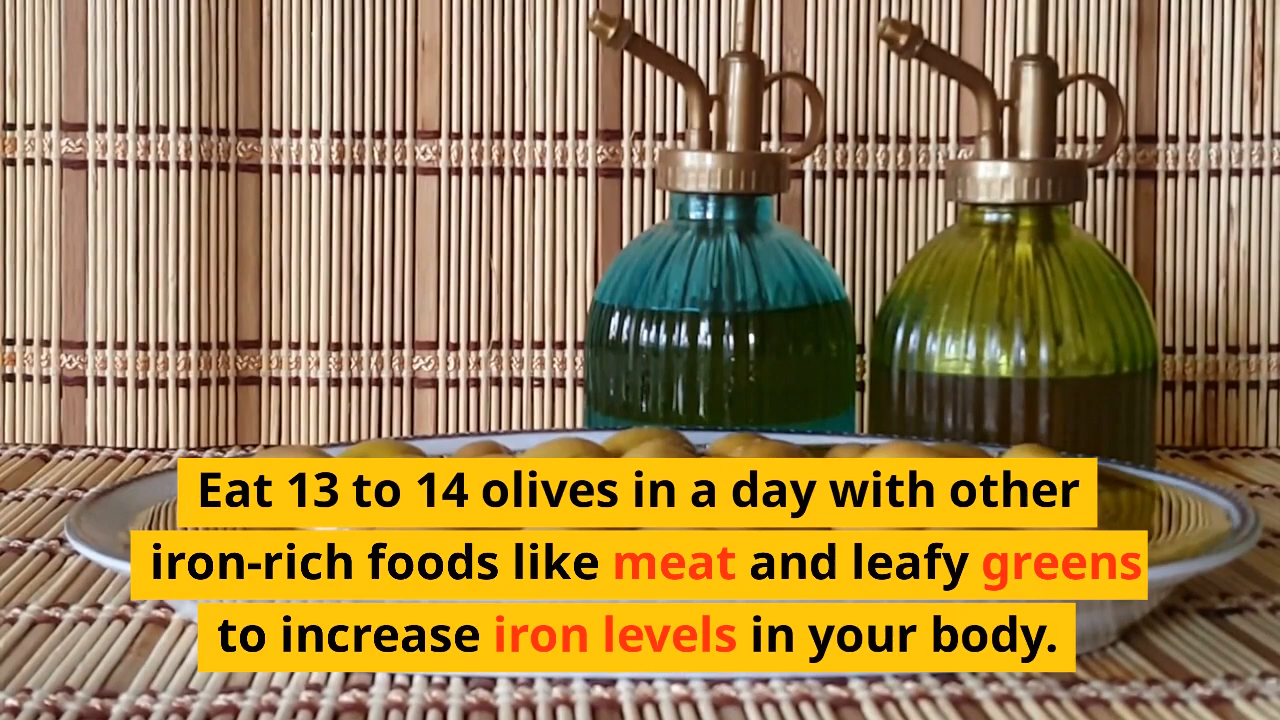 Eat 13 to 14 olives in a day with other
iron-rich foods like meat and leafy greens
to increase iron levels in your body.